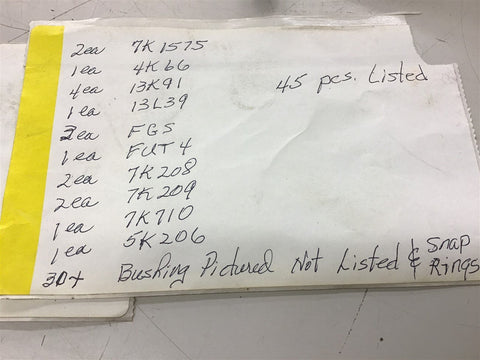 2ea 7K1575
1ea 4K66
4ea 13K91
1ea 13L39
45 pcs. Listed
2ea FGS
1ea FUT4
2ea 7K208
2ea 7K209
1ea 7K710
1ea 5K206
30+ Bushing Pictured Not Listed & Snap Rings